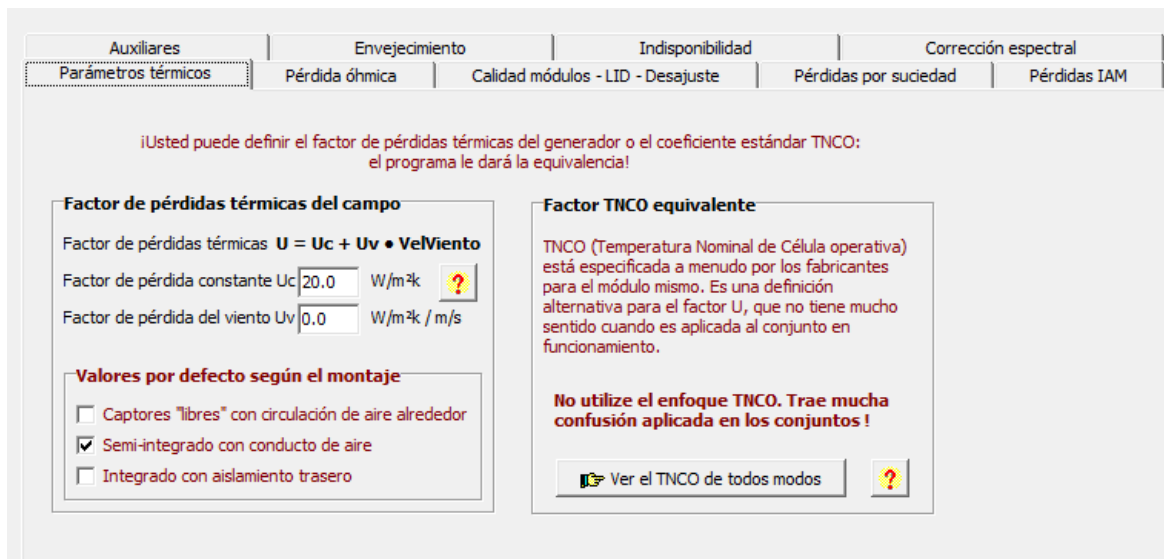 Auxiliares Envejecimiento Indisponibilidad Corrección espectral
Parámetros térmicos Pérdida óhmica Calidad módulos - LID - Desajuste Pérdidas por suciedad Pérdidas IAM
¡Usted puede definir el factor de pérdidas térmicas del generador o el coeficiente estándar TNCO:
el programa le dará la equivalencia!
Factor de pérdidas térmicas del campo
Factor de pérdidas térmicas U = Uc + Uv • VelViento
Factor de pérdida constante Uc 20.0 W/m²k ?
Factor de pérdida del viento Uv 0.0 W/m²k / m/s
Valores por defecto según el montaje
Captores "libres" con circulación de aire alrededor
Semi-integrado con conducto de aire
Integrado con aislamiento trasero
Factor TNCO equivalente
TNCO (Temperatura Nominal de Célula operativa)
está especificada a menudo por los fabricantes
para el módulo mismo. Es una definición
alternativa para el factor U, que no tiene mucho
sentido cuando es aplicada al conjunto en
funcionamiento.
No utilize el enfoque TNCO. Trae mucha
confusión aplicada en los conjuntos !
Ver el TNCO de todos modos ?